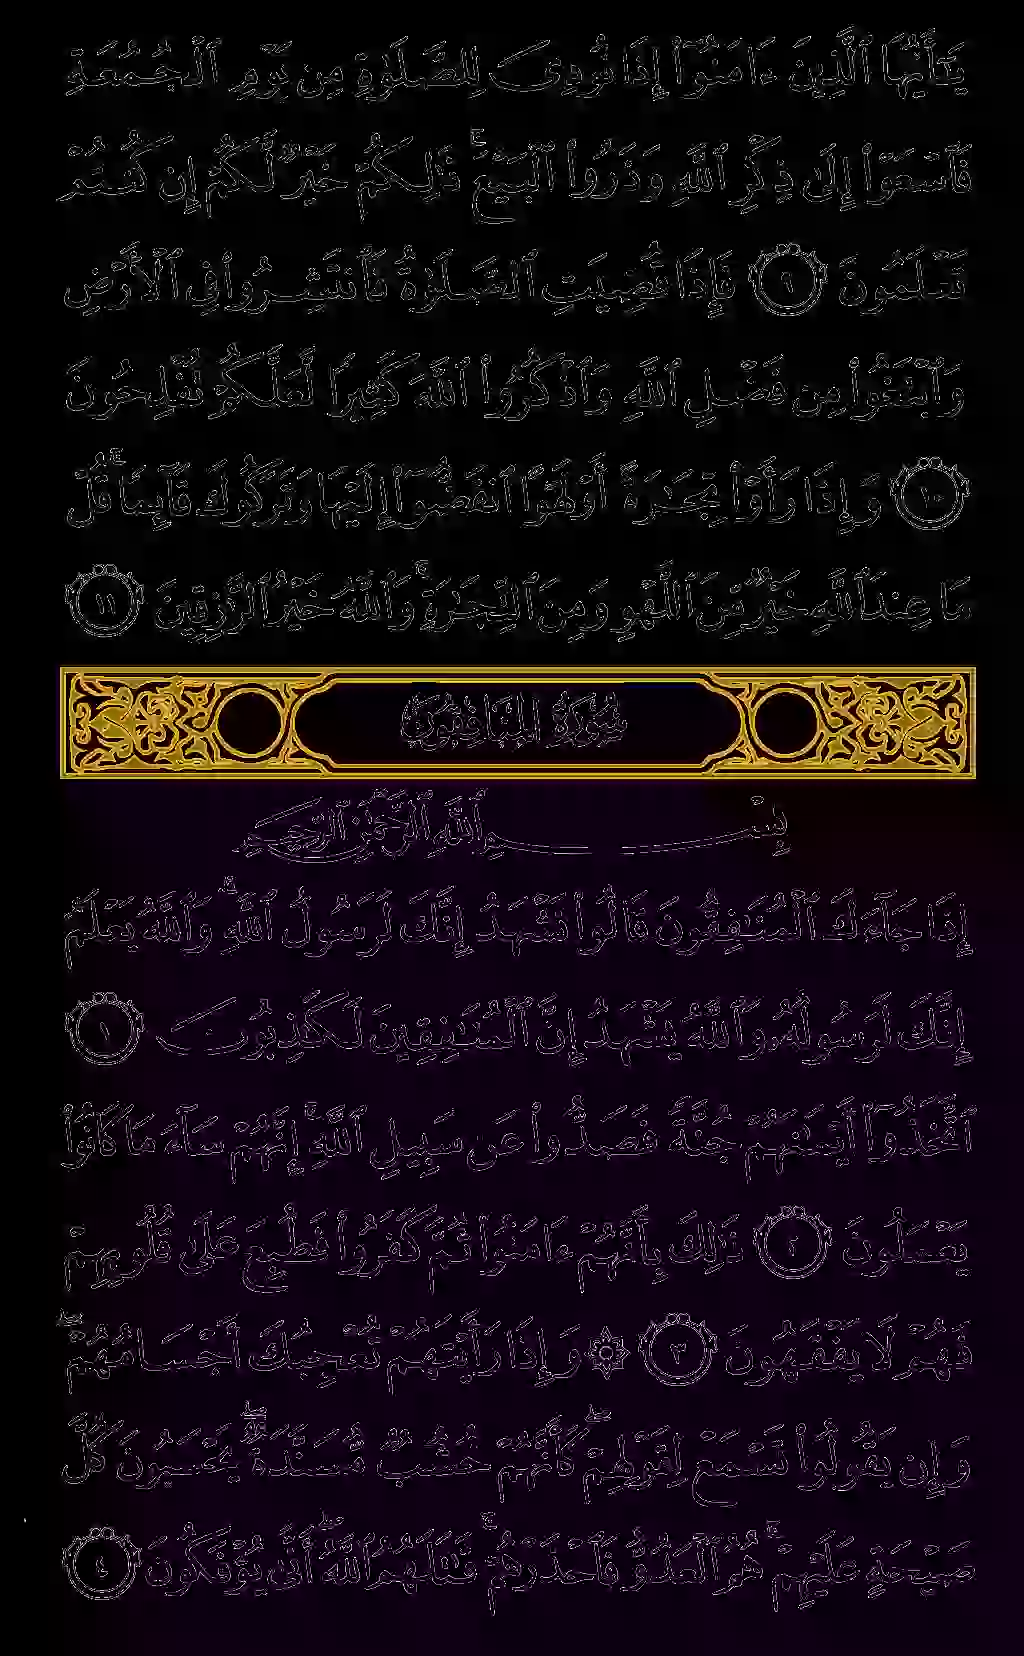 يَـٰٓأَيُّهَا ٱلَّذِينَ ءَامَنُوٓا۟ إِذَا نُودِىَ لِلصَّلَوٰةِ مِن يَوْمِ ٱلْجُمُعَةِ
فَٱسْعَوْا۟ إِلَىٰ ذِكْرِ ٱللَّهِ وَذَرُوا۟ ٱلْبَيْعَ ۚ ذَٰلِكُمْ خَيْرٌ لَّكُمْ إِن كُنتُمْ
تَعْلَمُونَ ٩ فَإِذَا قُضِيَتِ ٱلصَّلَوٰةُ فَٱنتَشِرُوا۟ فِى ٱلْأَرْضِ
وَٱبْتَغُوا۟ مِن فَضْلِ ٱللَّهِ وَٱذْكُرُوا۟ ٱللَّهَ كَثِيرًا لَّعَلَّكُمْ تُفْلِحُونَ
١٠ وَإِذَا رَأَوْا۟ تِجَـٰرَةً أَوْ لَهْوًا ٱنفَضُّوٓا۟ إِلَيْهَا وَتَرَكُوكَ قَآئِمًا ۚ قُلْ
مَا عِندَ ٱللَّهِ خَيْرٌ مِّنَ ٱللَّهْوِ وَمِنَ ٱلتِّجَـٰرَةِ ۚ وَٱللَّهُ خَيْرُ ٱلرَّٰزِقِينَ ١١
سُورَةُ المُنَافِقُونَ
بِسْمِ ٱللَّهِ ٱلرَّحْمَـٰنِ ٱلرَّحِيمِ
إِذَا جَآءَكَ ٱلْمُنَـٰفِقُونَ قَالُوا۟ نَشْهَدُ إِنَّكَ لَرَسُولُ ٱللَّهِ ۗ وَٱللَّهُ يَعْلَمُ
إِنَّكَ لَرَسُولُهُۥ وَٱللَّهُ يَشْهَدُ إِنَّ ٱلْمُنَـٰفِقِينَ لَكَـٰذِبُونَ ١
ٱتَّخَذُوٓا۟ أَيْمَـٰنَهُمْ جُنَّةً فَصَدُّوا۟ عَن سَبِيلِ ٱللَّهِ ۚ إِنَّهُمْ سَآءَ مَا كَانُوا۟
يَعْمَلُونَ ٢ ذَٰلِكَ بِأَنَّهُمْ ءَامَنُوا۟ ثُمَّ كَفَرُوا۟ فَطُبِعَ عَلَىٰ قُلُوبِهِمْ
فَهُمْ لَا يَفْقَهُونَ ٣ ۞ وَإِذَا رَأَيْتَهُمْ تُعْجِبُكَ أَجْسَامُهُمْ ۖ
وَإِن يَقُولُوا۟ تَسْمَعْ لِقَوْلِهِمْ ۖ كَأَنَّهُمْ خُشُبٌ مُّسَنَّدَةٌ ۖ يَحْسَبُونَ كُلَّ
صَيْحَةٍ عَلَيْهِمْ ۚ هُمُ ٱلْعَدُوُّ فَٱحْذَرْهُمْ ۚ قَـٰتَلَهُمُ ٱللَّهُ ۖ أَنَّىٰ يُؤْفَكُونَ ٤